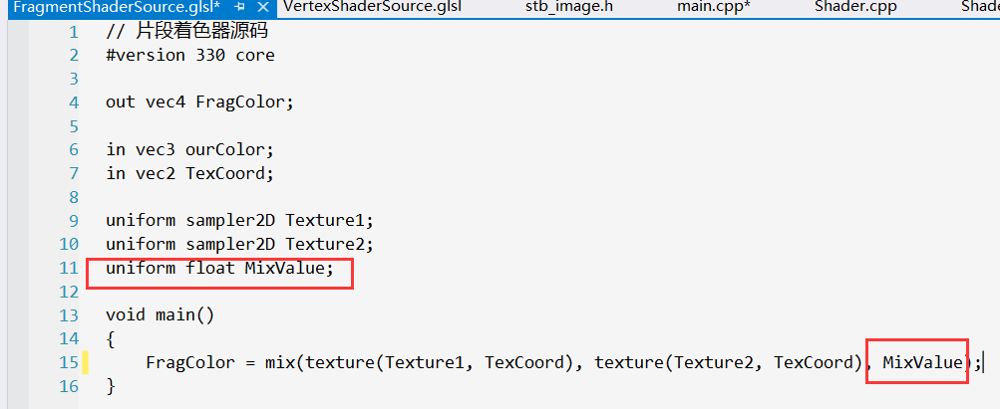 FragmentShaderSource.glsl* VertexShaderSource.glsl stb_image.h main.cpp* Shader.cpp Shade
1 // 片段着色器源码
2 #version 330 core
3
4 out vec4 FragColor;
5
6 in vec3 ourColor;
7 in vec2 TexCoord;
8
9 uniform sampler2D Texture1;
10 uniform sampler2D Texture2;
11 uniform float MixValue;
12
13 void main()
14 {
15 FragColor = mix(texture(Texture1, TexCoord), texture(Texture2, TexCoord), MixValue);
16 }